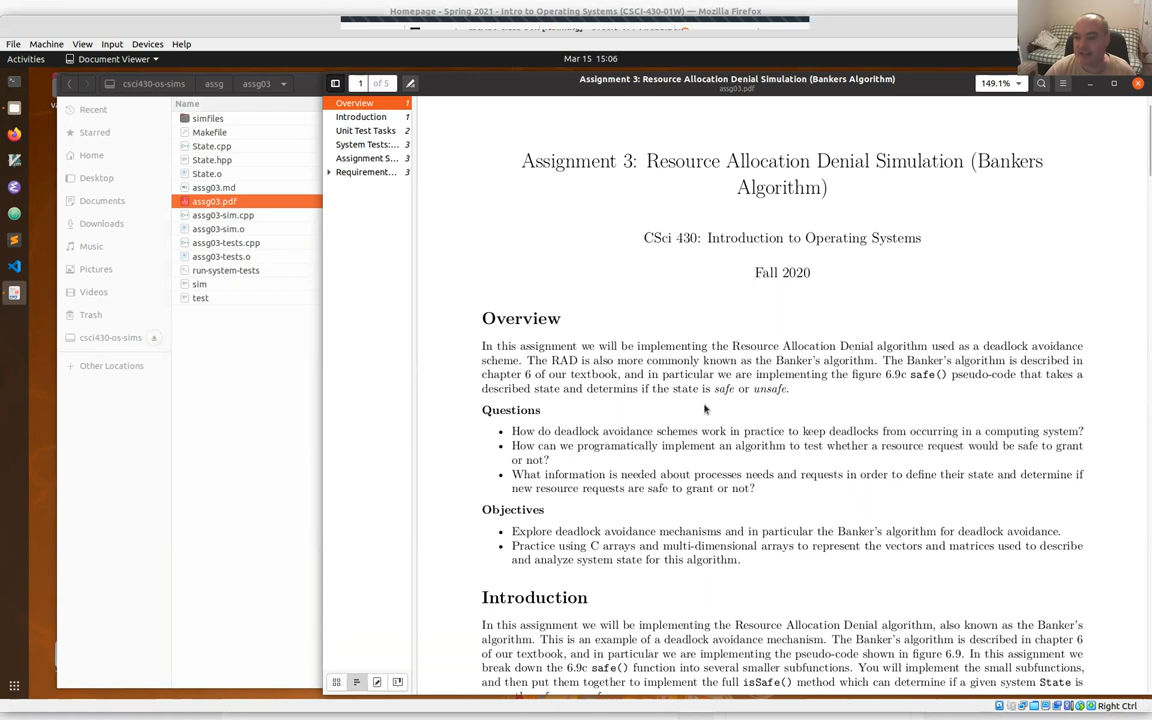 Homepage - Spring 2021 - Intro to Operating Systems (CSCI-430-01W) — Mozilla Firefox
File Machine View Input Devices Help
Activities Document Viewer Mar 15 15:06
csci430-os-sims assg assg03
1 of 5
Assignment 3: Resource Allocation Denial Simulation (Bankers Algorithm)
assg03.pdf
149.1%
Recent
Starred
Home
Desktop
Documents
Downloads
Music
Pictures
Videos
Trash
csci430-os-sims
Other Locations
Name
simfiles
Makefile
State.cpp
State.hpp
State.o
assg03.md
assg03.pdf
assg03-sim.cpp
assg03-sim.o
assg03-tests.cpp
assg03-tests.o
run-system-tests
sim
test
Overview 1
Introduction 1
Unit Test Tasks 2
System Tests:... 3
Assignment S... 3
Requirement... 3
Assignment 3: Resource Allocation Denial Simulation (Bankers
Algorithm)
CSci 430: Introduction to Operating Systems
Fall 2020
Overview
In this assignment we will be implementing the Resource Allocation Denial algorithm used as a deadlock avoidance
scheme. The RAD is also more commonly known as the Banker's algorithm. The Banker's algorithm is described in
chapter 6 of our textbook, and in particular we are implementing the figure 6.9c safe() pseudo-code that takes a
described state and determins if the state is safe or unsafe.
Questions
• How do deadlock avoidance schemes work in practice to keep deadlocks from occurring in a computing system?
• How can we programatically implement an algorithm to test whether a resource request would be safe to grant
or not?
• What information is needed about processes needs and requests in order to define their state and determine if
new resource requests are safe to grant or not?
Objectives
• Explore deadlock avoidance mechanisms and in particular the Banker's algorithm for deadlock avoidance.
• Practice using C arrays and multi-dimensional arrays to represent the vectors and matrices used to describe
and analyze system state for this algorithm.
Introduction
In this assignment we will be implementing the Resource Allocation Denial algorithm, also known as the Banker's
algorithm. This is an example of a deadlock avoidance mechanism. The Banker's algorithm is described in chapter 6
of our textbook, and in particular we are implementing the pseudo-code shown in figure 6.9. In this assignment we
break down the 6.9c safe() function into several smaller subfunctions. You will implement the small subfunctions,
and then put them together to implement the full isSafe() method which can determine if a given system State is
Right Ctrl